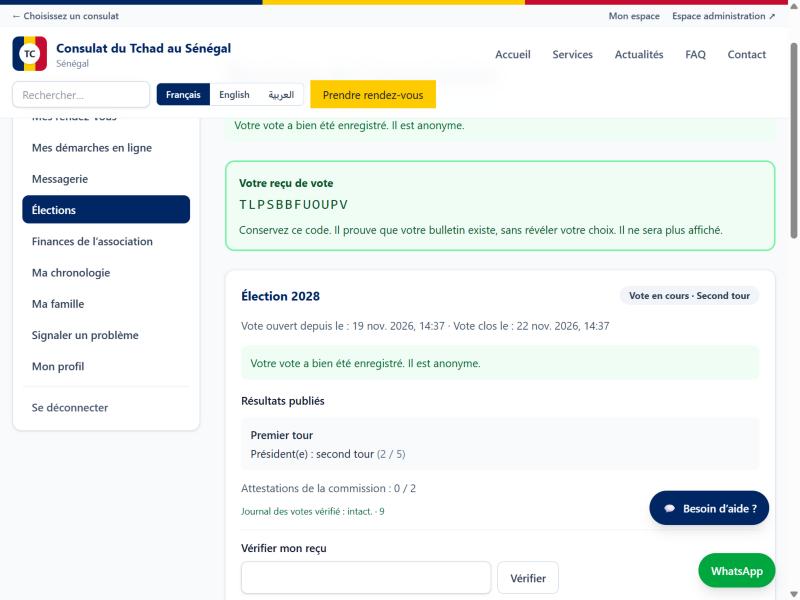 ← Choisissez un consulat
Mon espace
Espace administration ↗
TC
Consulat du Tchad au Sénégal
Sénégal
Accueil
Services
Actualités
FAQ
Contact
Rechercher...
Français
English
العربية
Prendre rendez-vous
Mes rendez-vous
Mes démarches en ligne
Messagerie
Élections
Finances de l'association
Ma chronologie
Ma famille
Signaler un problème
Mon profil
Se déconnecter
Votre vote a bien été enregistré. Il est anonyme.
Votre reçu de vote
TLPSBBFUOUPV
Conservez ce code. Il prouve que votre bulletin existe, sans révéler votre choix. Il ne sera plus affiché.
Élection 2028
Vote en cours · Second tour
Vote ouvert depuis le : 19 nov. 2026, 14:37 · Vote clos le : 22 nov. 2026, 14:37
Votre vote a bien été enregistré. Il est anonyme.
Résultats publiés
Premier tour
Président(e) : second tour (2 / 5)
Attestations de la commission : 0 / 2
Journal des votes vérifié : intact. · 9
Vérifier mon reçu
Vérifier
Besoin d'aide ?
WhatsApp